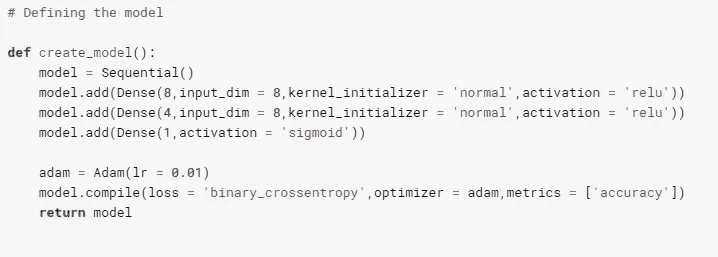 # Defining the model
def create_model():
    model = Sequential()
    model.add(Dense(8,input_dim = 8,kernel_initializer = 'normal',activation = 'relu'))
    model.add(Dense(4,input_dim = 8,kernel_initializer = 'normal',activation = 'relu'))
    model.add(Dense(1,activation = 'sigmoid'))
    adam = Adam(lr = 0.01)
    model.compile(loss = 'binary_crossentropy',optimizer = adam,metrics = ['accuracy'])
    return model